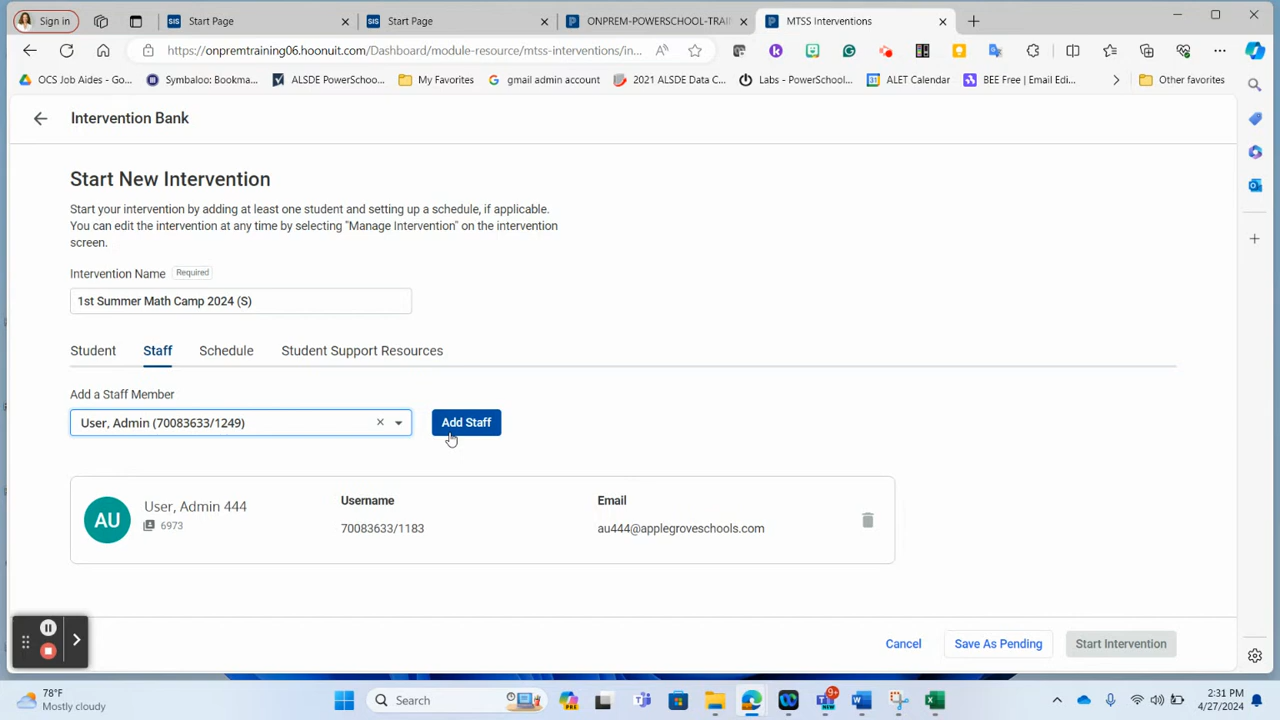 Sign in
SIS Start Page
SIS Start Page
ONPREM-POWERSCHOOL-TRAI
MTSS Interventions
https://onpremtraining06.hoonuit.com/Dashboard/module-resource/mtss-interventions/in...
OCS Job Aides - Go...
Symbaloo: Bookma...
ALSDE PowerSchoo...
My Favorites
gmail admin account
2021 ALSDE Data C...
Labs - PowerSchool...
ALET Calendar
BEE Free | Email Edi...
Other favorites
Intervention Bank
Start New Intervention
Start your intervention by adding at least one student and setting up a schedule, if applicable.
You can edit the intervention at any time by selecting "Manage Intervention" on the intervention
screen.
Intervention Name Required
1st Summer Math Camp 2024 (S)
Student Staff Schedule Student Support Resources
Add a Staff Member
User, Admin (70083633/1249)
Add Staff
AU
User, Admin 444
6973
Username
70083633/1183
Email
au444@applegroveschools.com
Cancel
Save As Pending
Start Intervention
78°F
Mostly cloudy
Search
PRE
NEW
9+
2:31 PM
4/27/2024